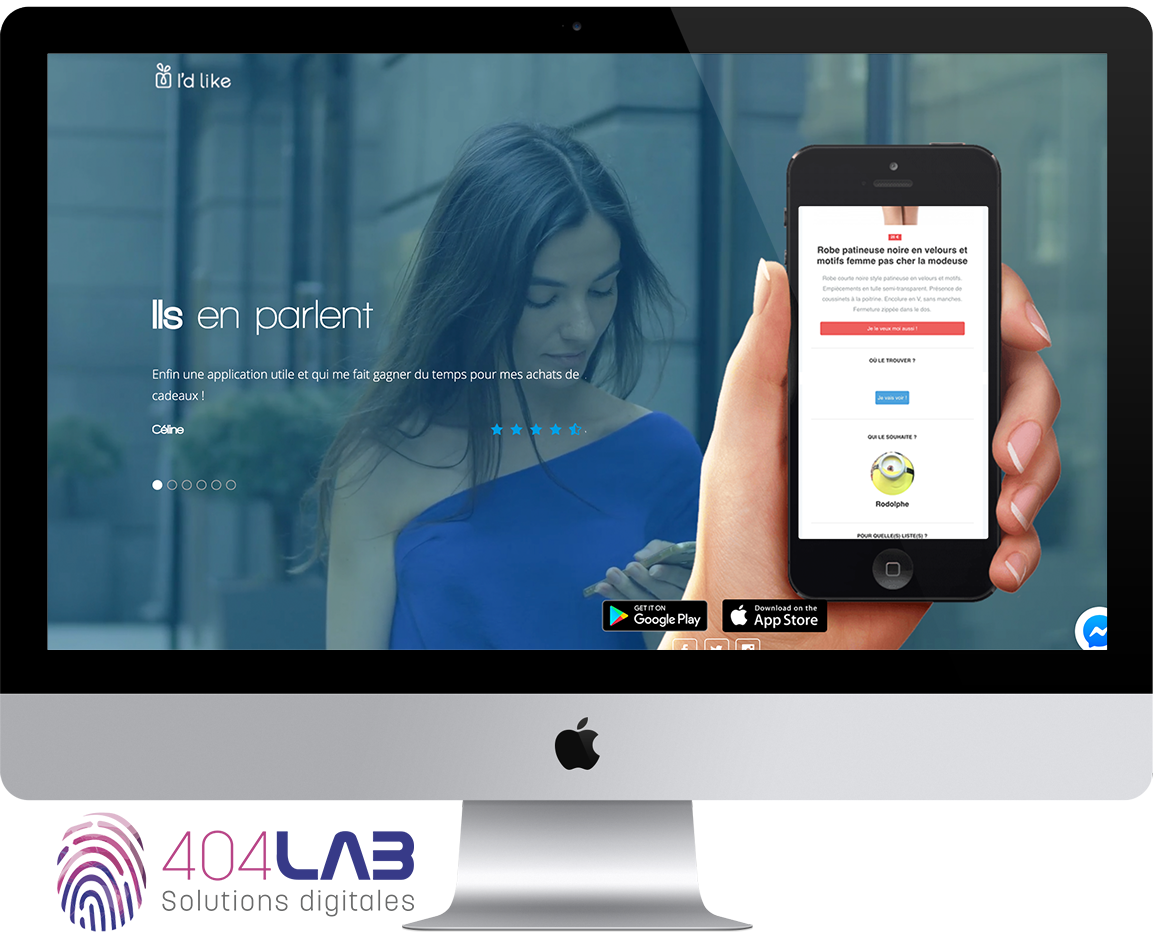 I'd like
Ils en parlent
Enfin une application utile et qui me fait gagner du temps pour mes achats de
cadeaux !
Céline
Robe patineuse noire en velours et
motifs femme pas cher la modeuse
Robe courte noire style patineuse en velours et motifs.
Empiècements en tulle semi-transparent. Présence de
coussinets à la poitrine. Encolure en V, sans manches.
Fermeture zippée dans le dos.
Je le veux moi aussi !
OÙ LE TROUVER ?
Je vais voir !
QUI LE SOUHAITE ?
Rodolphe
POUR QUELLE(S) LISTE(S) ?
GET IT ON
Google Play
Download on the
App Store
404LAB
Solutions digitales